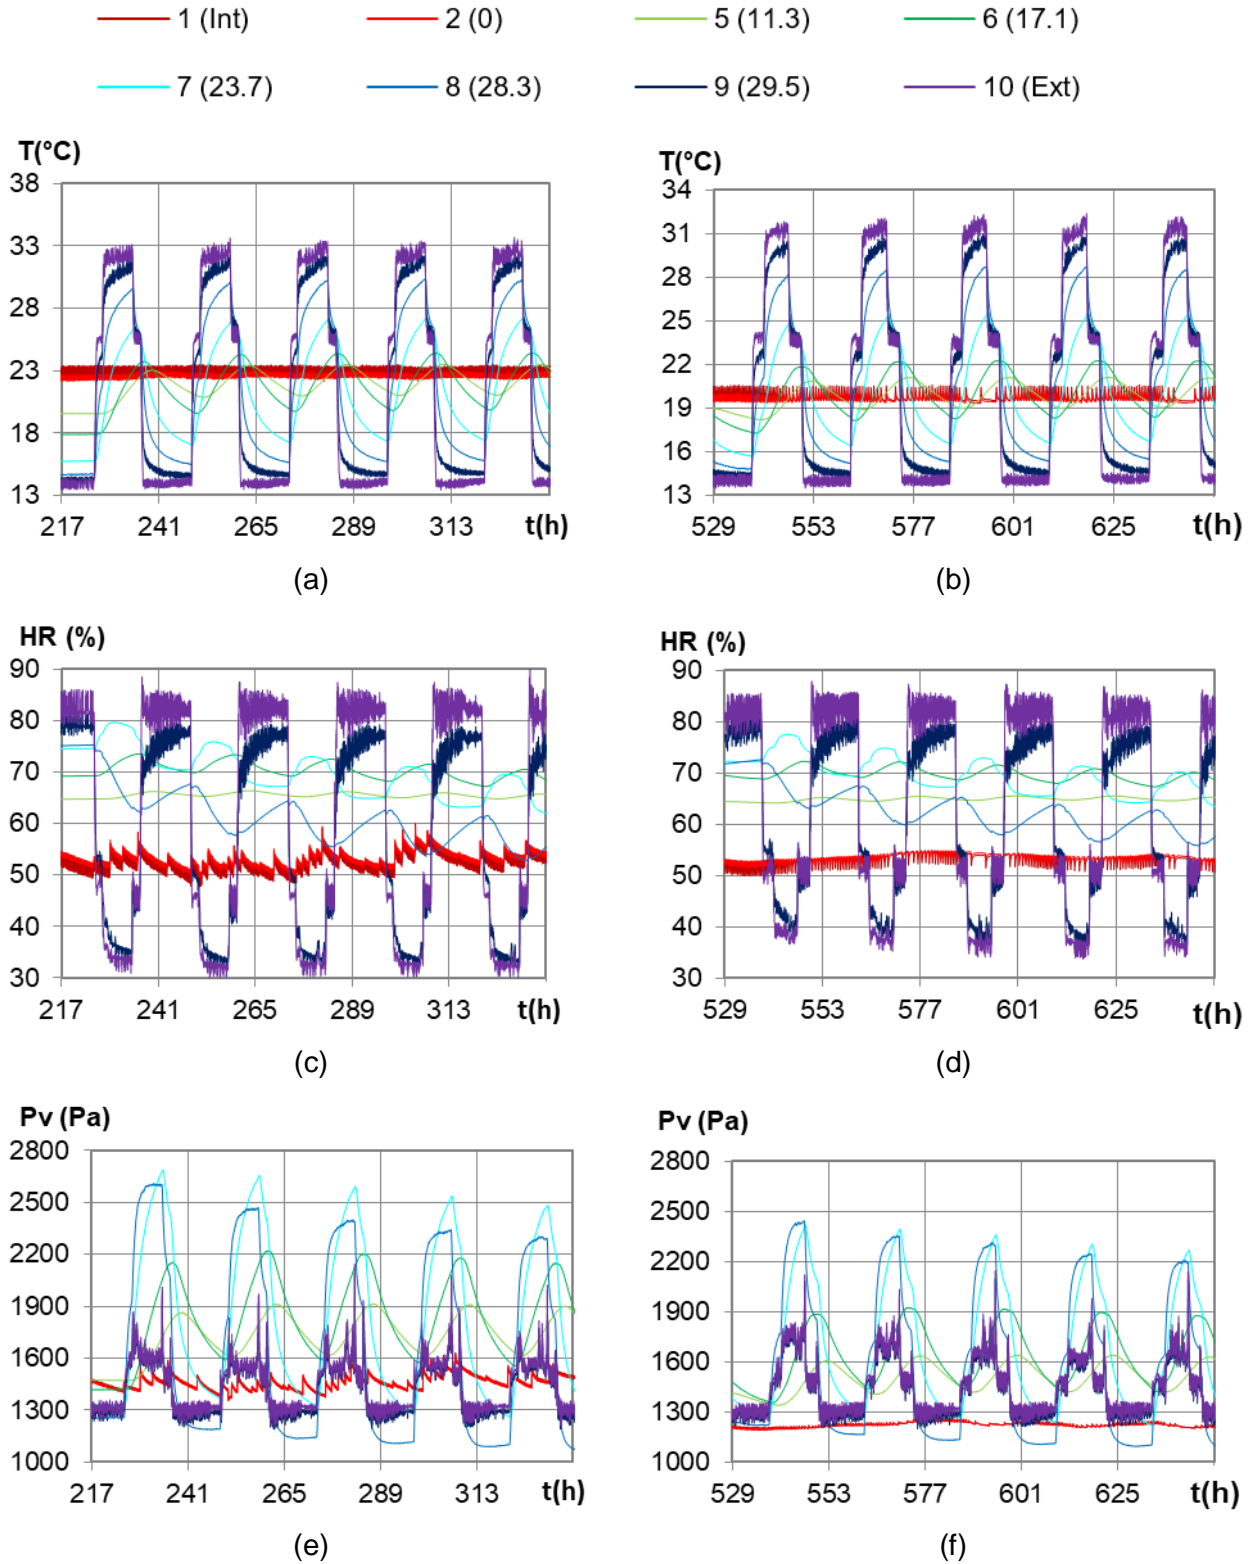 1 (Int) 2 (0) 5 (11.3) 6 (17.1)
7 (23.7) 8 (28.3) 9 (29.5) 10 (Ext)
T(°C)
38
33
28
23
18
13
217 241 265 289 313 t(h)
(a)
T(°C)
34
31
28
25
22
19
16
13
529 553 577 601 625 t(h)
(b)
HR (%)
90
80
70
60
50
40
30
217 241 265 289 313 t(h)
(c)
HR (%)
90
80
70
60
50
40
30
529 553 577 601 625 t(h)
(d)
Pv (Pa)
2800
2500
2200
1900
1600
1300
1000
217 241 265 289 313 t(h)
(e)
Pv (Pa)
2800
2500
2200
1900
1600
1300
1000
529 553 577 601 625 t(h)
(f)